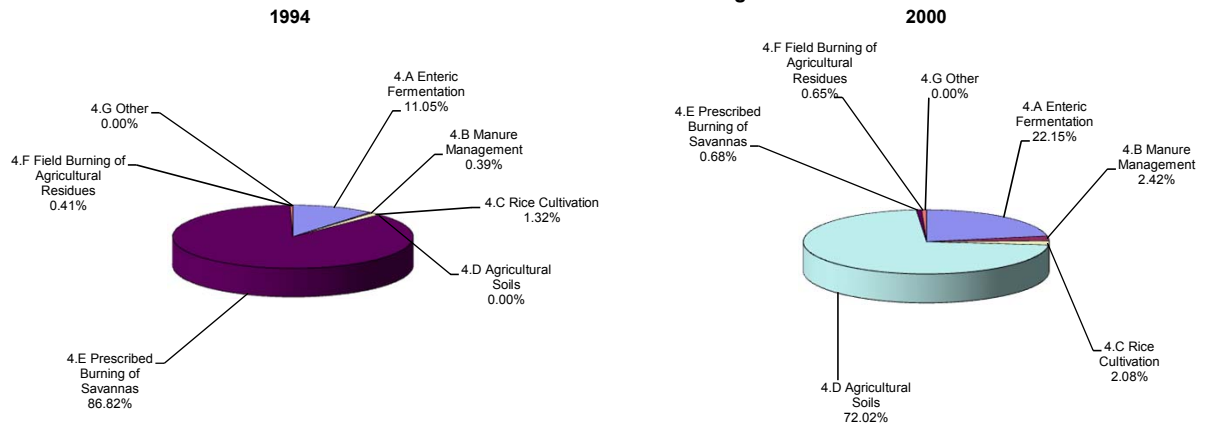 1994
4.G Other
0.00%
4.F Field Burning of
Agricultural
Residues
0.41%
4.A Enteric
Fermentation
11.05%
4.B Manure
Management
0.39%
4.C Rice Cultivation
1.32%
4.D Agricultural
Soils
0.00%
4.E Prescribed
Burning of
Savannas
86.82%
2000
4.F Field Burning of
Agricultural
Residues
0.65%
4.G Other
0.00%
4.E Prescribed
Burning of
Savannas
0.68%
4.A Enteric
Fermentation
22.15%
4.B Manure
Management
2.42%
4.C Rice
Cultivation
2.08%
4.D Agricultural
Soils
72.02%